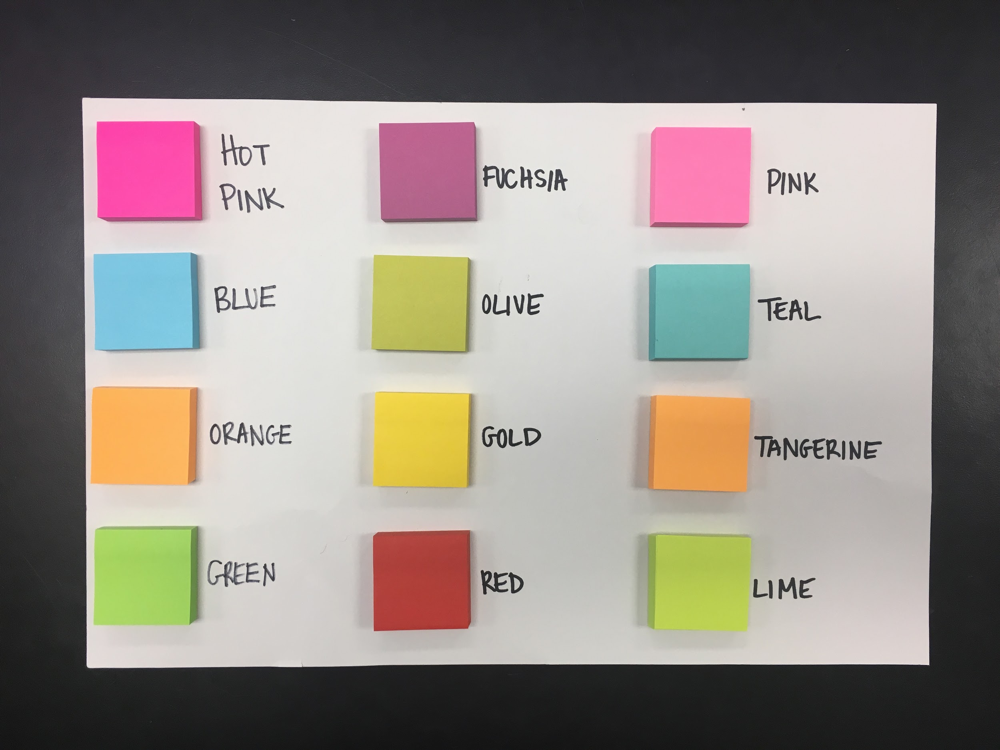 HOT
PINK
FUCHSIA
PINK
BLUE
OLIVE
TEAL
ORANGE
GOLD
TANGERINE
GREEN
RED
LIME